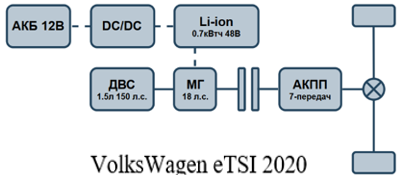 АКБ 12В
DC/DC
Li-ion
0.7кВтч 48В
ДВС
1.5л 150 л.с.
МГ
18 л.с.
АКПП
7-передач
VolksWagen eTSI 2020